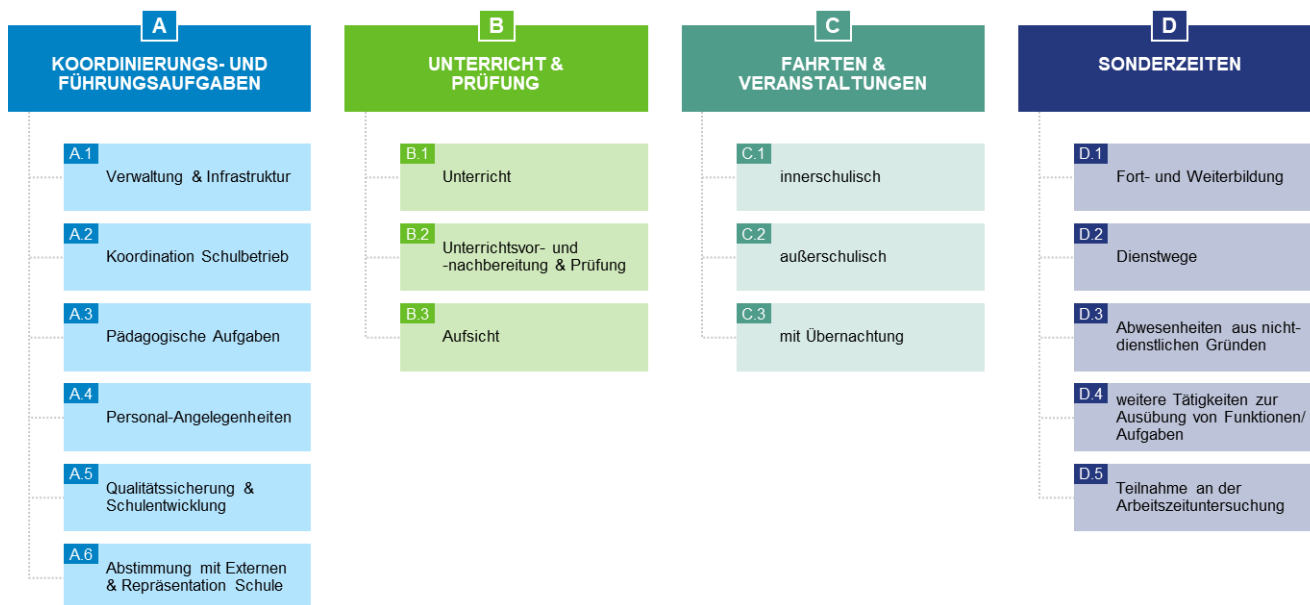 A
KOORDINIERUNGS- UND
FÜHRUNGSAUFGABEN
A.1
Verwaltung & Infrastruktur
A.2
Koordination Schulbetrieb
A.3
Pädagogische Aufgaben
A.4
Personal-Angelegenheiten
A.5
Qualitätssicherung &
Schulentwicklung
A.6
Abstimmung mit Externen
& Repräsentation Schule
B
UNTERRICHT &
PRÜFUNG
B.1
Unterricht
B.2
Unterrichtsvor- und
-nachbereitung & Prüfung
B.3
Aufsicht
C
FAHRTEN &
VERANSTALTUNGEN
C.1
innerschulisch
C.2
außerschulisch
C.3
mit Übernachtung
D
SONDERZEITEN
D.1
Fort- und Weiterbildung
D.2
Dienstwege
D.3
Abwesenheiten aus nicht-
dienstlichen Gründen
D.4
weitere Tätigkeiten zur
Ausübung von Funktionen/
Aufgaben
D.5
Teilnahme an der
Arbeitszeituntersuchung